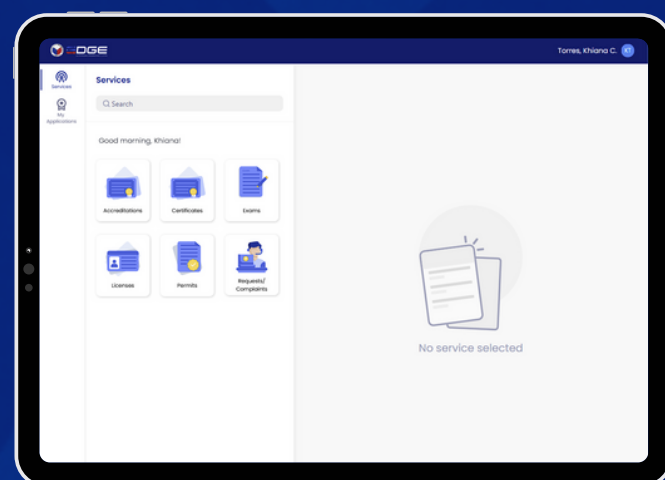 EDGE
Torres, Khiana C.
KT
Services
My
Applications
Services
Search
Good morning, Khiana!
Accreditations
Certificates
Exams
Licenses
Permits
Requests/
Complaints
No service selected